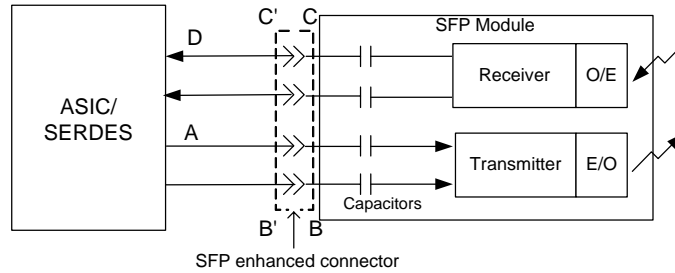 C' C
SFP Module
D
Receiver
O/E
ASIC/
SERDES
A
Transmitter
E/O
Capacitors
B' B
SFP enhanced connector